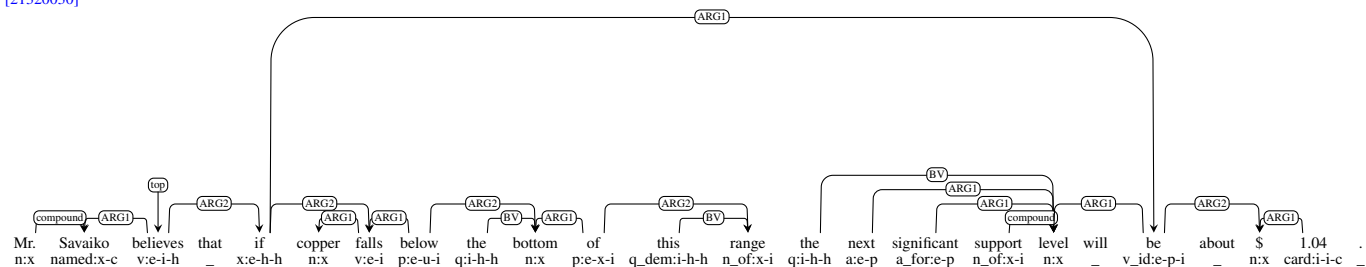 [21520030]
ARG1
BV
top
ARG1
ARG2 ARG2 ARG2 ARG2 ARG1 ARG2
compound ARG1 ARG1 ARG1 BV ARG1 BV compound ARG1 ARG1
Mr. Savaiko believes that if copper falls below the bottom of this range the next significant support level will be about $ 1.04 .
n:x named:x-c v:e-i-h _ x:e-h-h n:x v:e-i p:e-u-i q:i-h-h n:x p:e-x-i q_dem:i-h-h n_of:x-i q:i-h-h a:e-p a_for:e-p n_of:x-i n:x _ v_id:e-p-i _ n:x card:i-i-c _